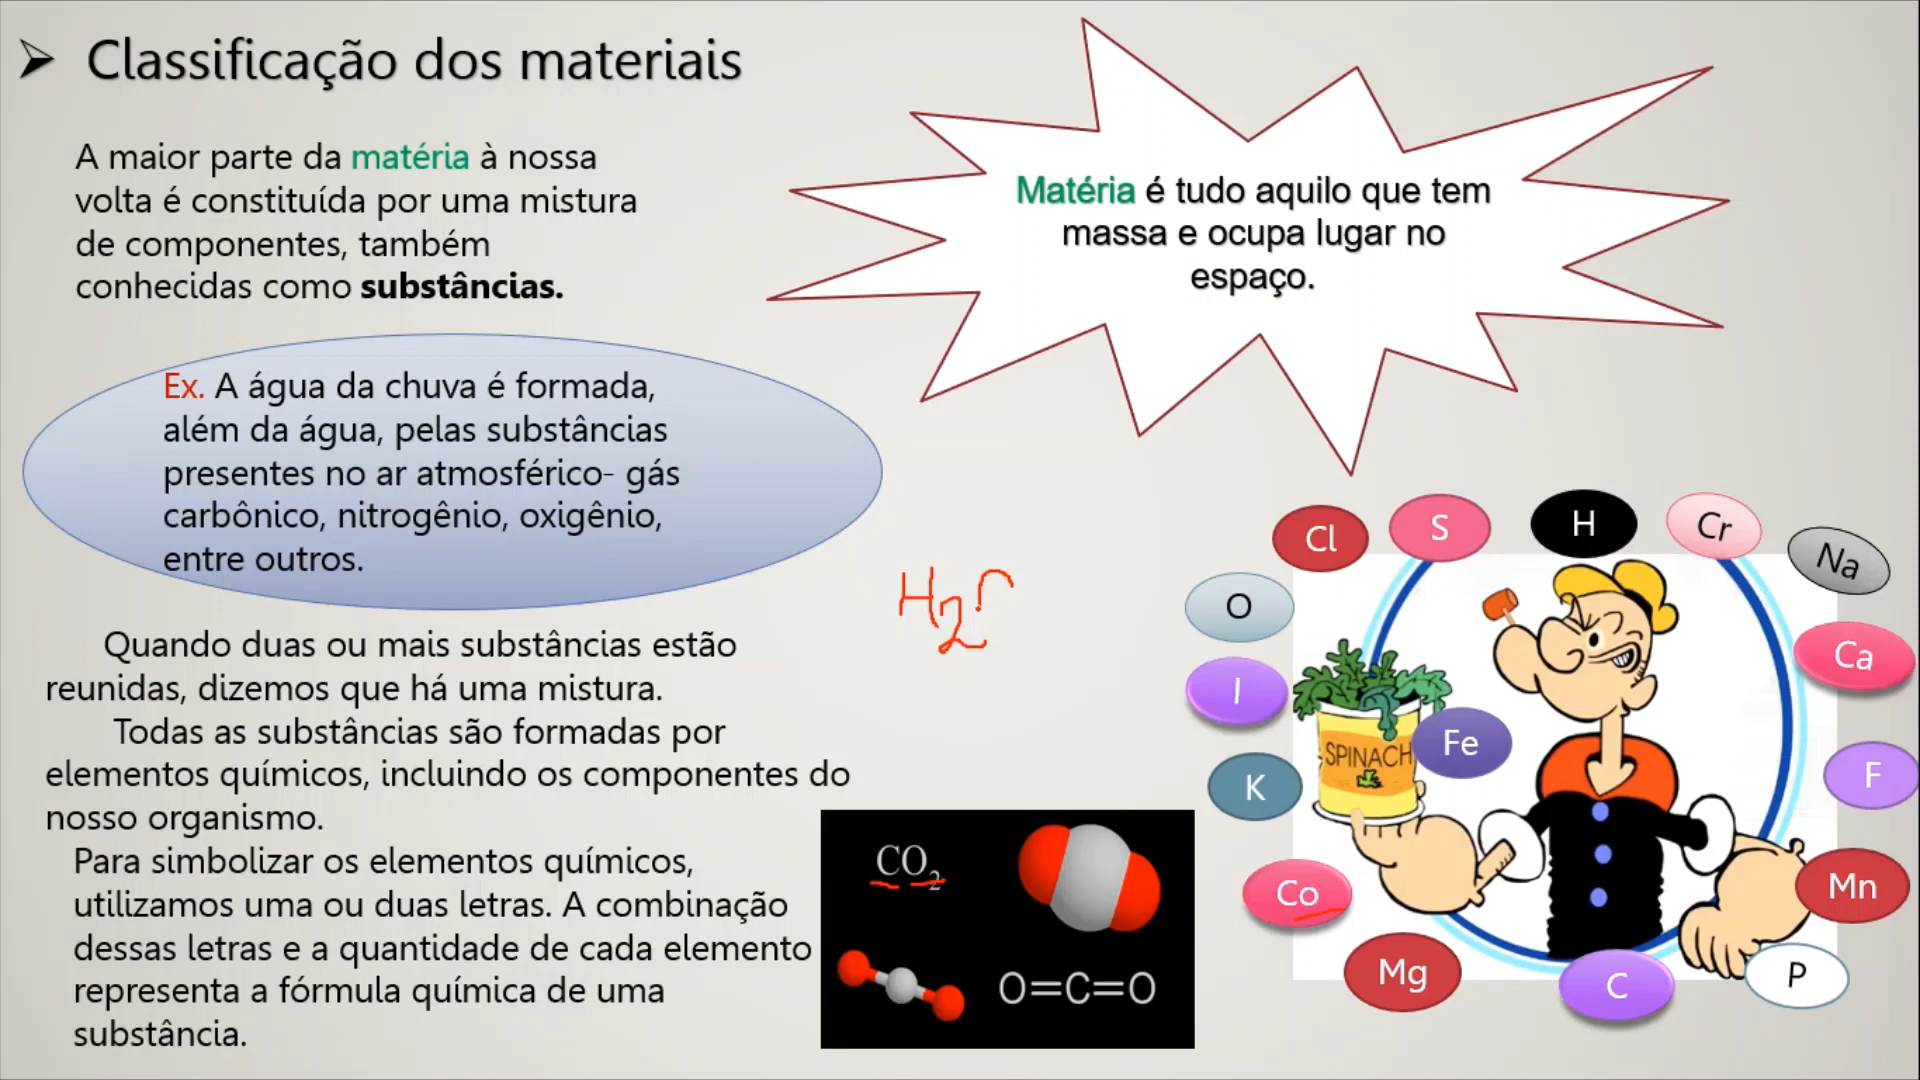 Classificação dos materiais
A maior parte da matéria à nossa
volta é constituída por uma mistura
de componentes, também
conhecidas como substâncias.
Matéria é tudo aquilo que tem
massa e ocupa lugar no
espaço.
Ex. A água da chuva é formada,
além da água, pelas substâncias
presentes no ar atmosférico- gás
carbônico, nitrogênio, oxigênio,
entre outros.
Quando duas ou mais substâncias estão
reunidas, dizemos que há uma mistura.
Todas as substâncias são formadas por
elementos químicos, incluindo os componentes do
nosso organismo.
Para simbolizar os elementos químicos,
utilizamos uma ou duas letras. A combinação
dessas letras e a quantidade de cada elemento
representa a fórmula química de uma
substância.
H2
CO2
O=C=O
Cl
S
H
Cr
Na
O
Ca
I
Fe
SPINACH
K
F
Co
Mn
Mg
C
P